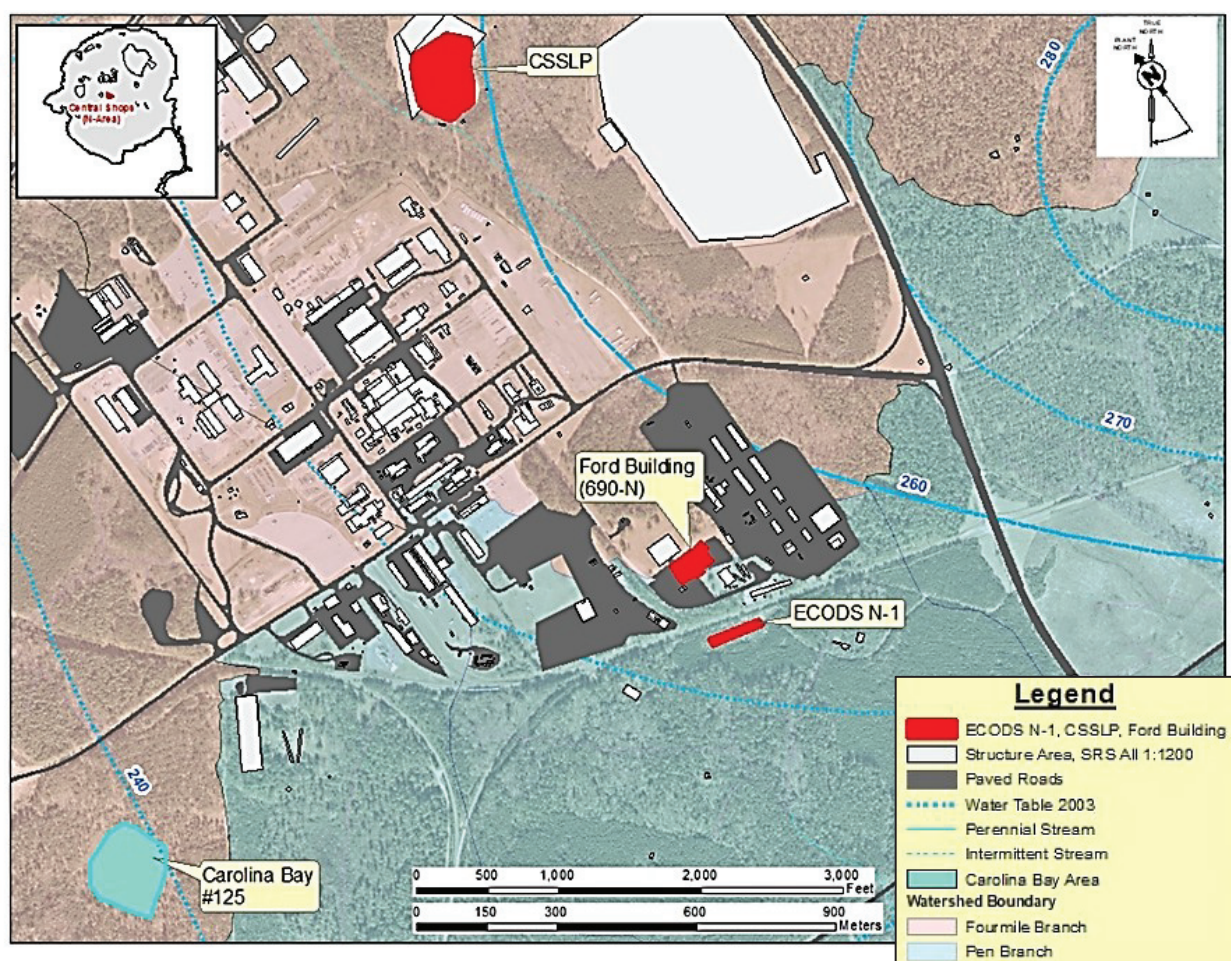 Central Shops
(N-Area)
CSSLP
TRUE
NORTH
PLANT
NORTH
N
280
270
260
Ford Building
(690-N)
ECODS N-1
240
Carolina Bay
#125
0 500 1,000 2,000 3,000
Feet
0 150 300 600 900
Meters
Legend
ECODS N-1, CSSLP, Ford Building
Structure Area, SRS All 1:1200
Paved Roads
Water Table 2003
Perennial Stream
Intermittent Stream
Carolina Bay Area
Watershed Boundary
Fourmile Branch
Pen Branch